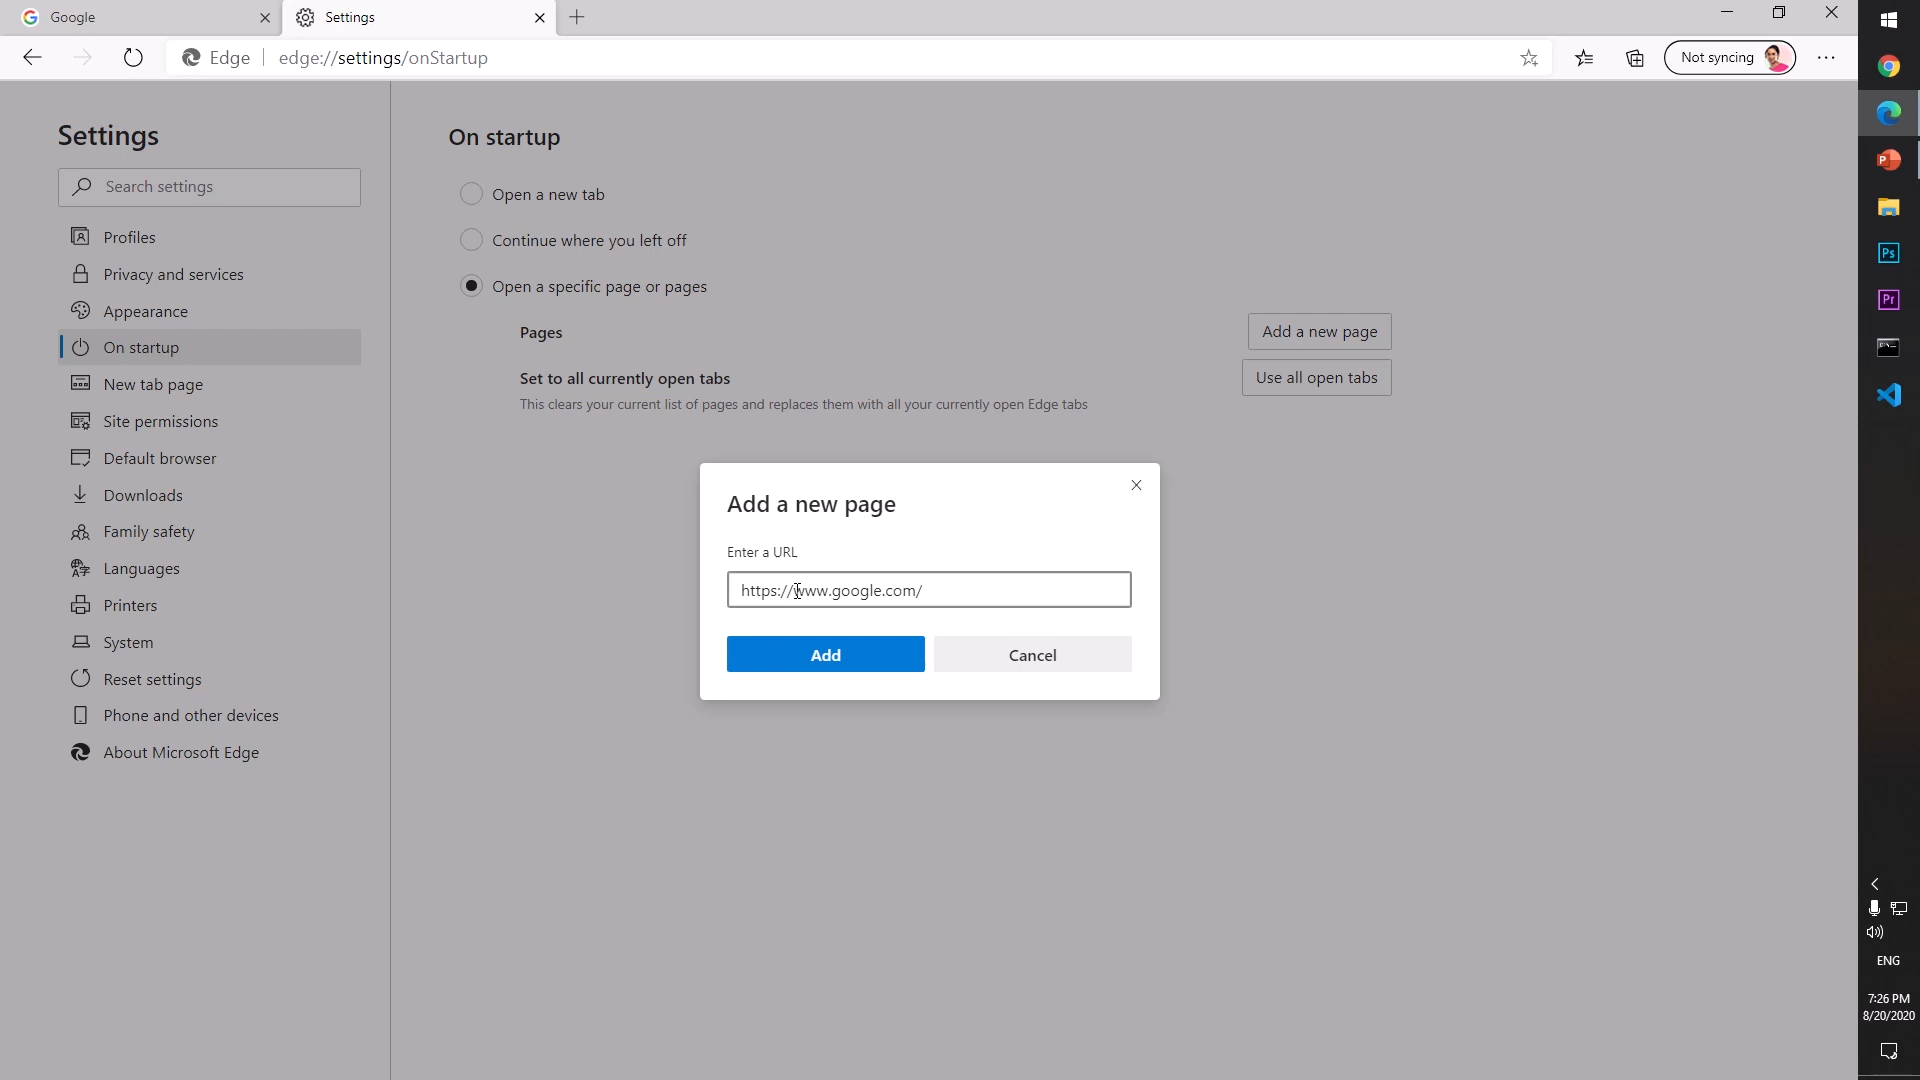 Google
Settings
Edge
edge://settings/onStartup
Not syncing
Settings
Search settings
Profiles
Privacy and services
Appearance
On startup
New tab page
Site permissions
Default browser
Downloads
Family safety
Languages
Printers
System
Reset settings
Phone and other devices
About Microsoft Edge
On startup
Open a new tab
Continue where you left off
Open a specific page or pages
Pages
Add a new page
Set to all currently open tabs
This clears your current list of pages and replaces them with all your currently open Edge tabs
Use all open tabs
Add a new page
Enter a URL
https://www.google.com/
Add
Cancel
P
Ps
Pr
ENG
7:26 PM
8/20/2020